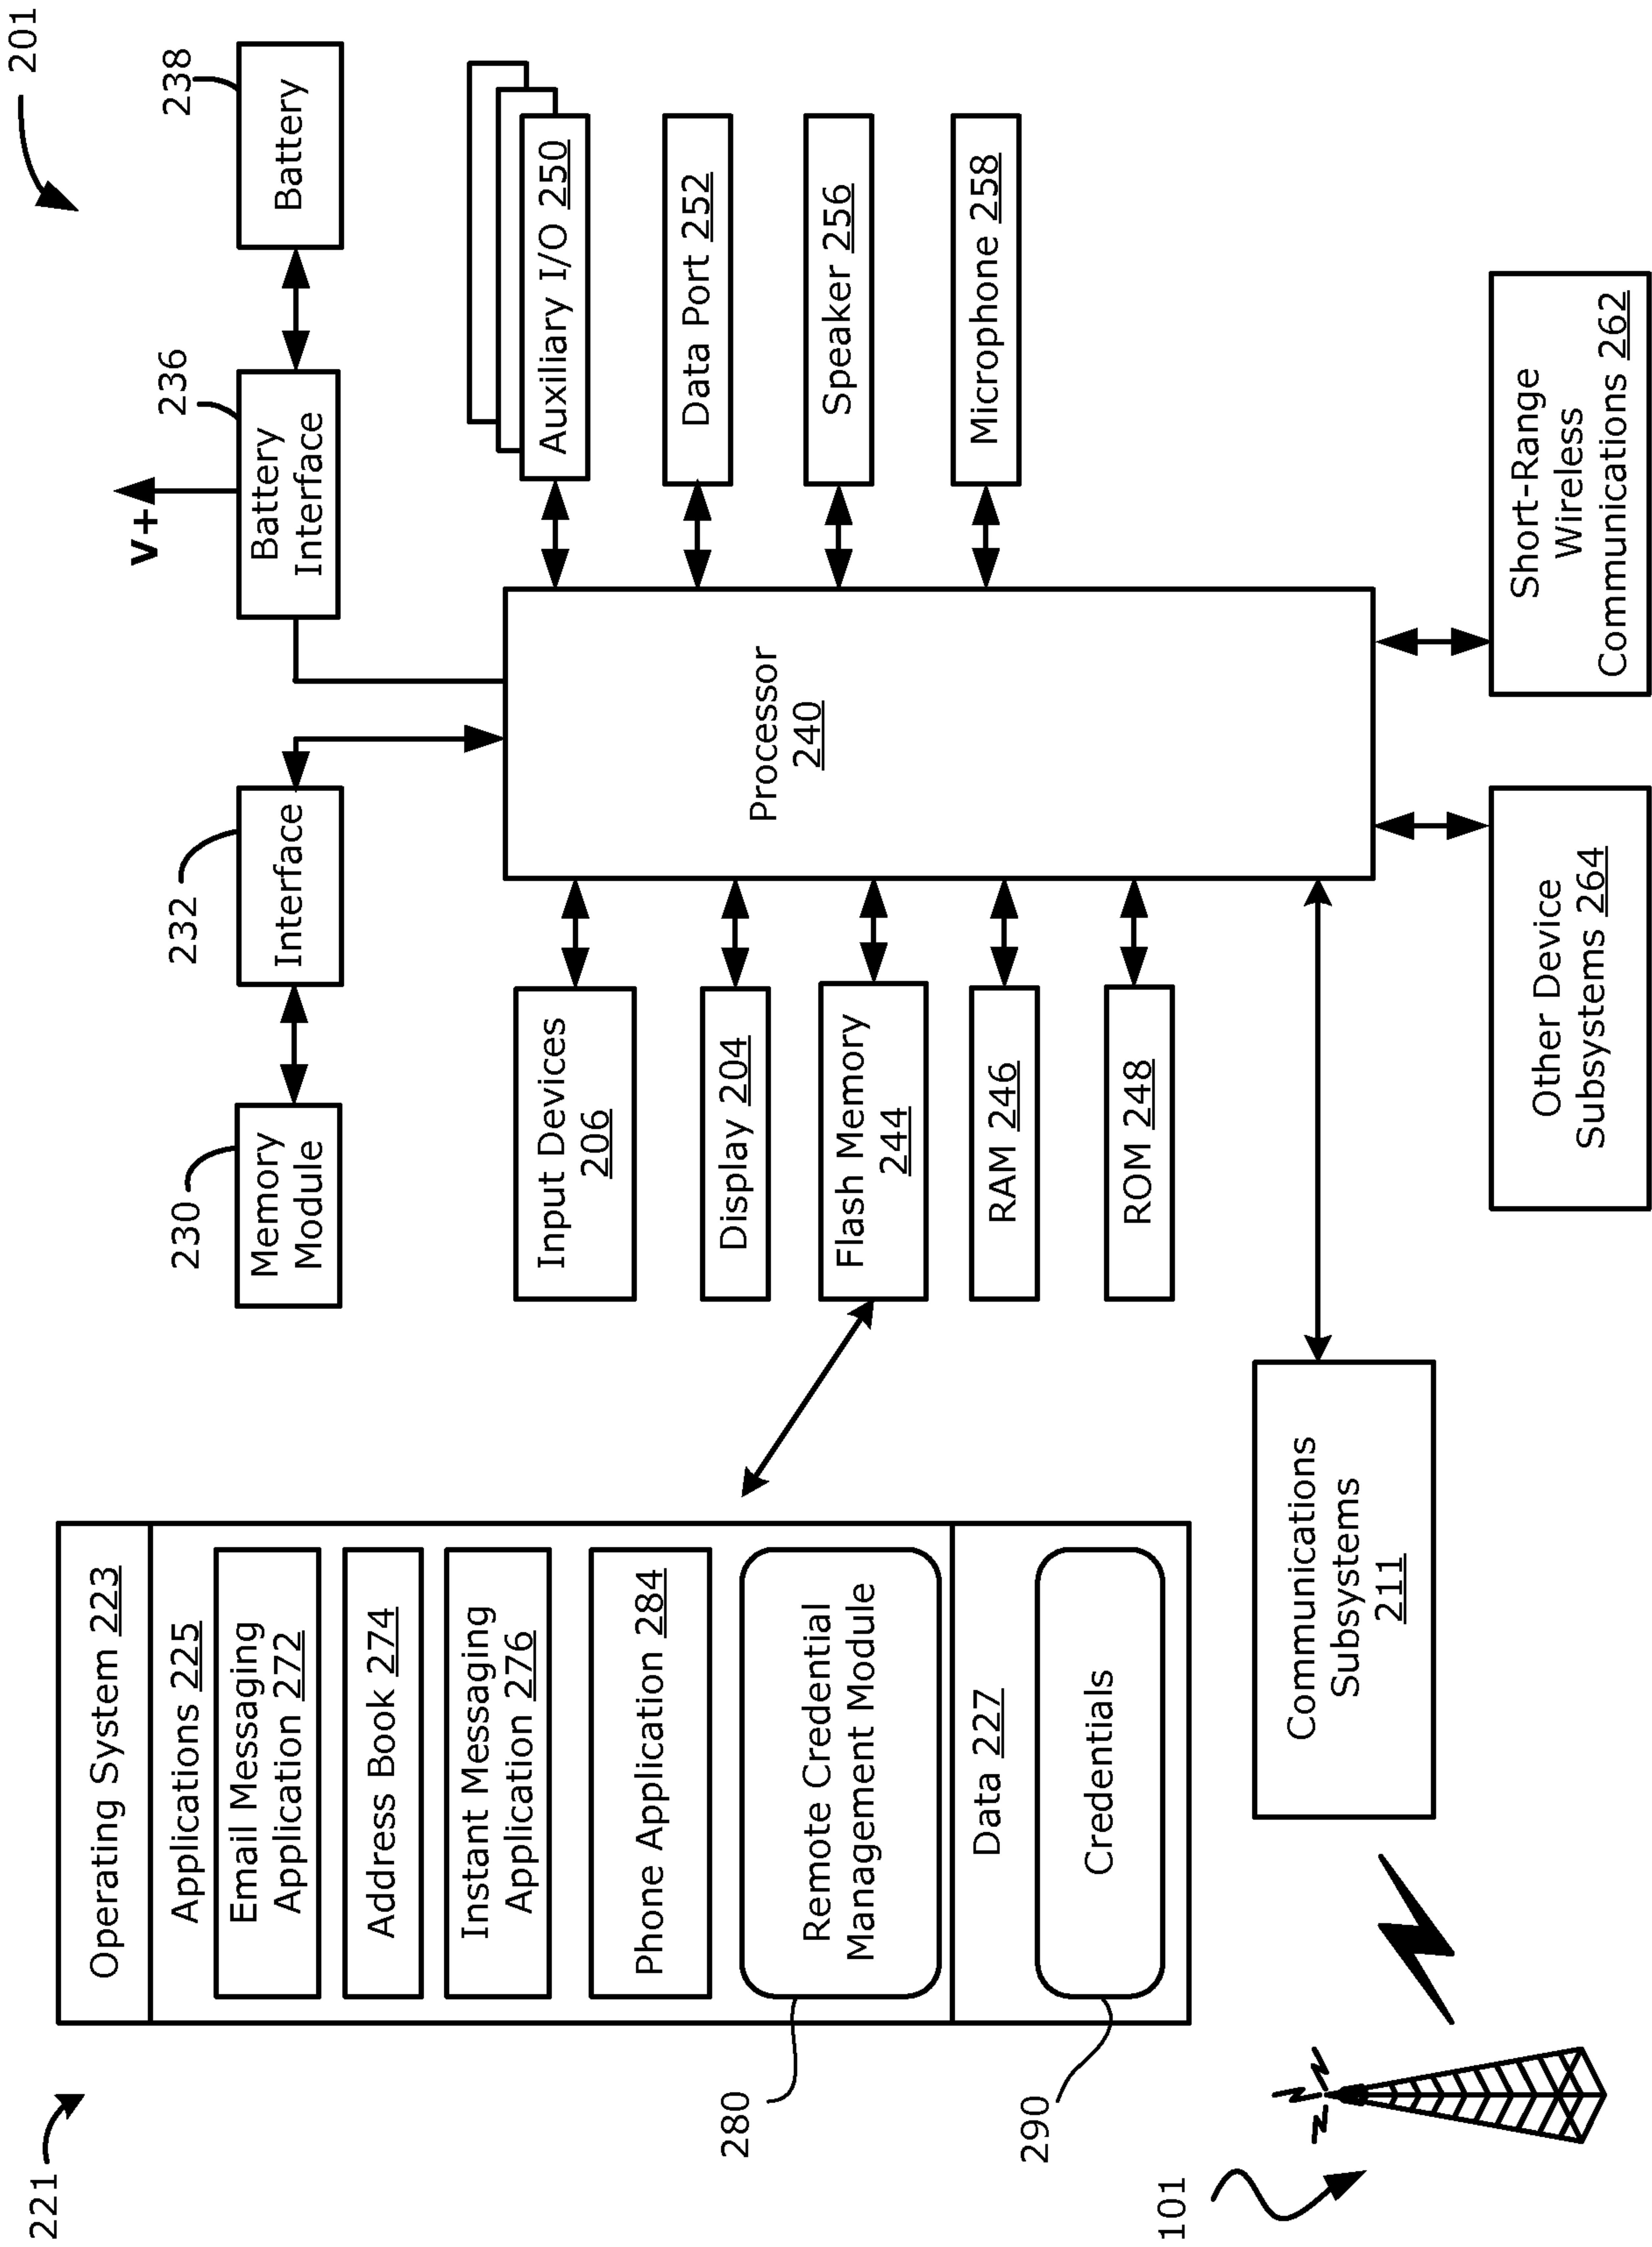 201
221
Operating System 223
Applications 225
Email Messaging
Application 272
Address Book 274
Instant Messaging
Application 276
Phone Application 284
Remote Credential
Management Module
280
Data 227
Credentials
290
101
Communications
Subsystems
211
230
Memory
Module
232
Interface
V+
236
Battery
Interface
238
Battery
Input Devices
206
Display 204
Flash Memory
244
RAM 246
ROM 248
Processor
240
Auxiliary I/O 250
Data Port 252
Speaker 256
Microphone 258
Other Device
Subsystems 264
Short-Range
Wireless
Communications 262